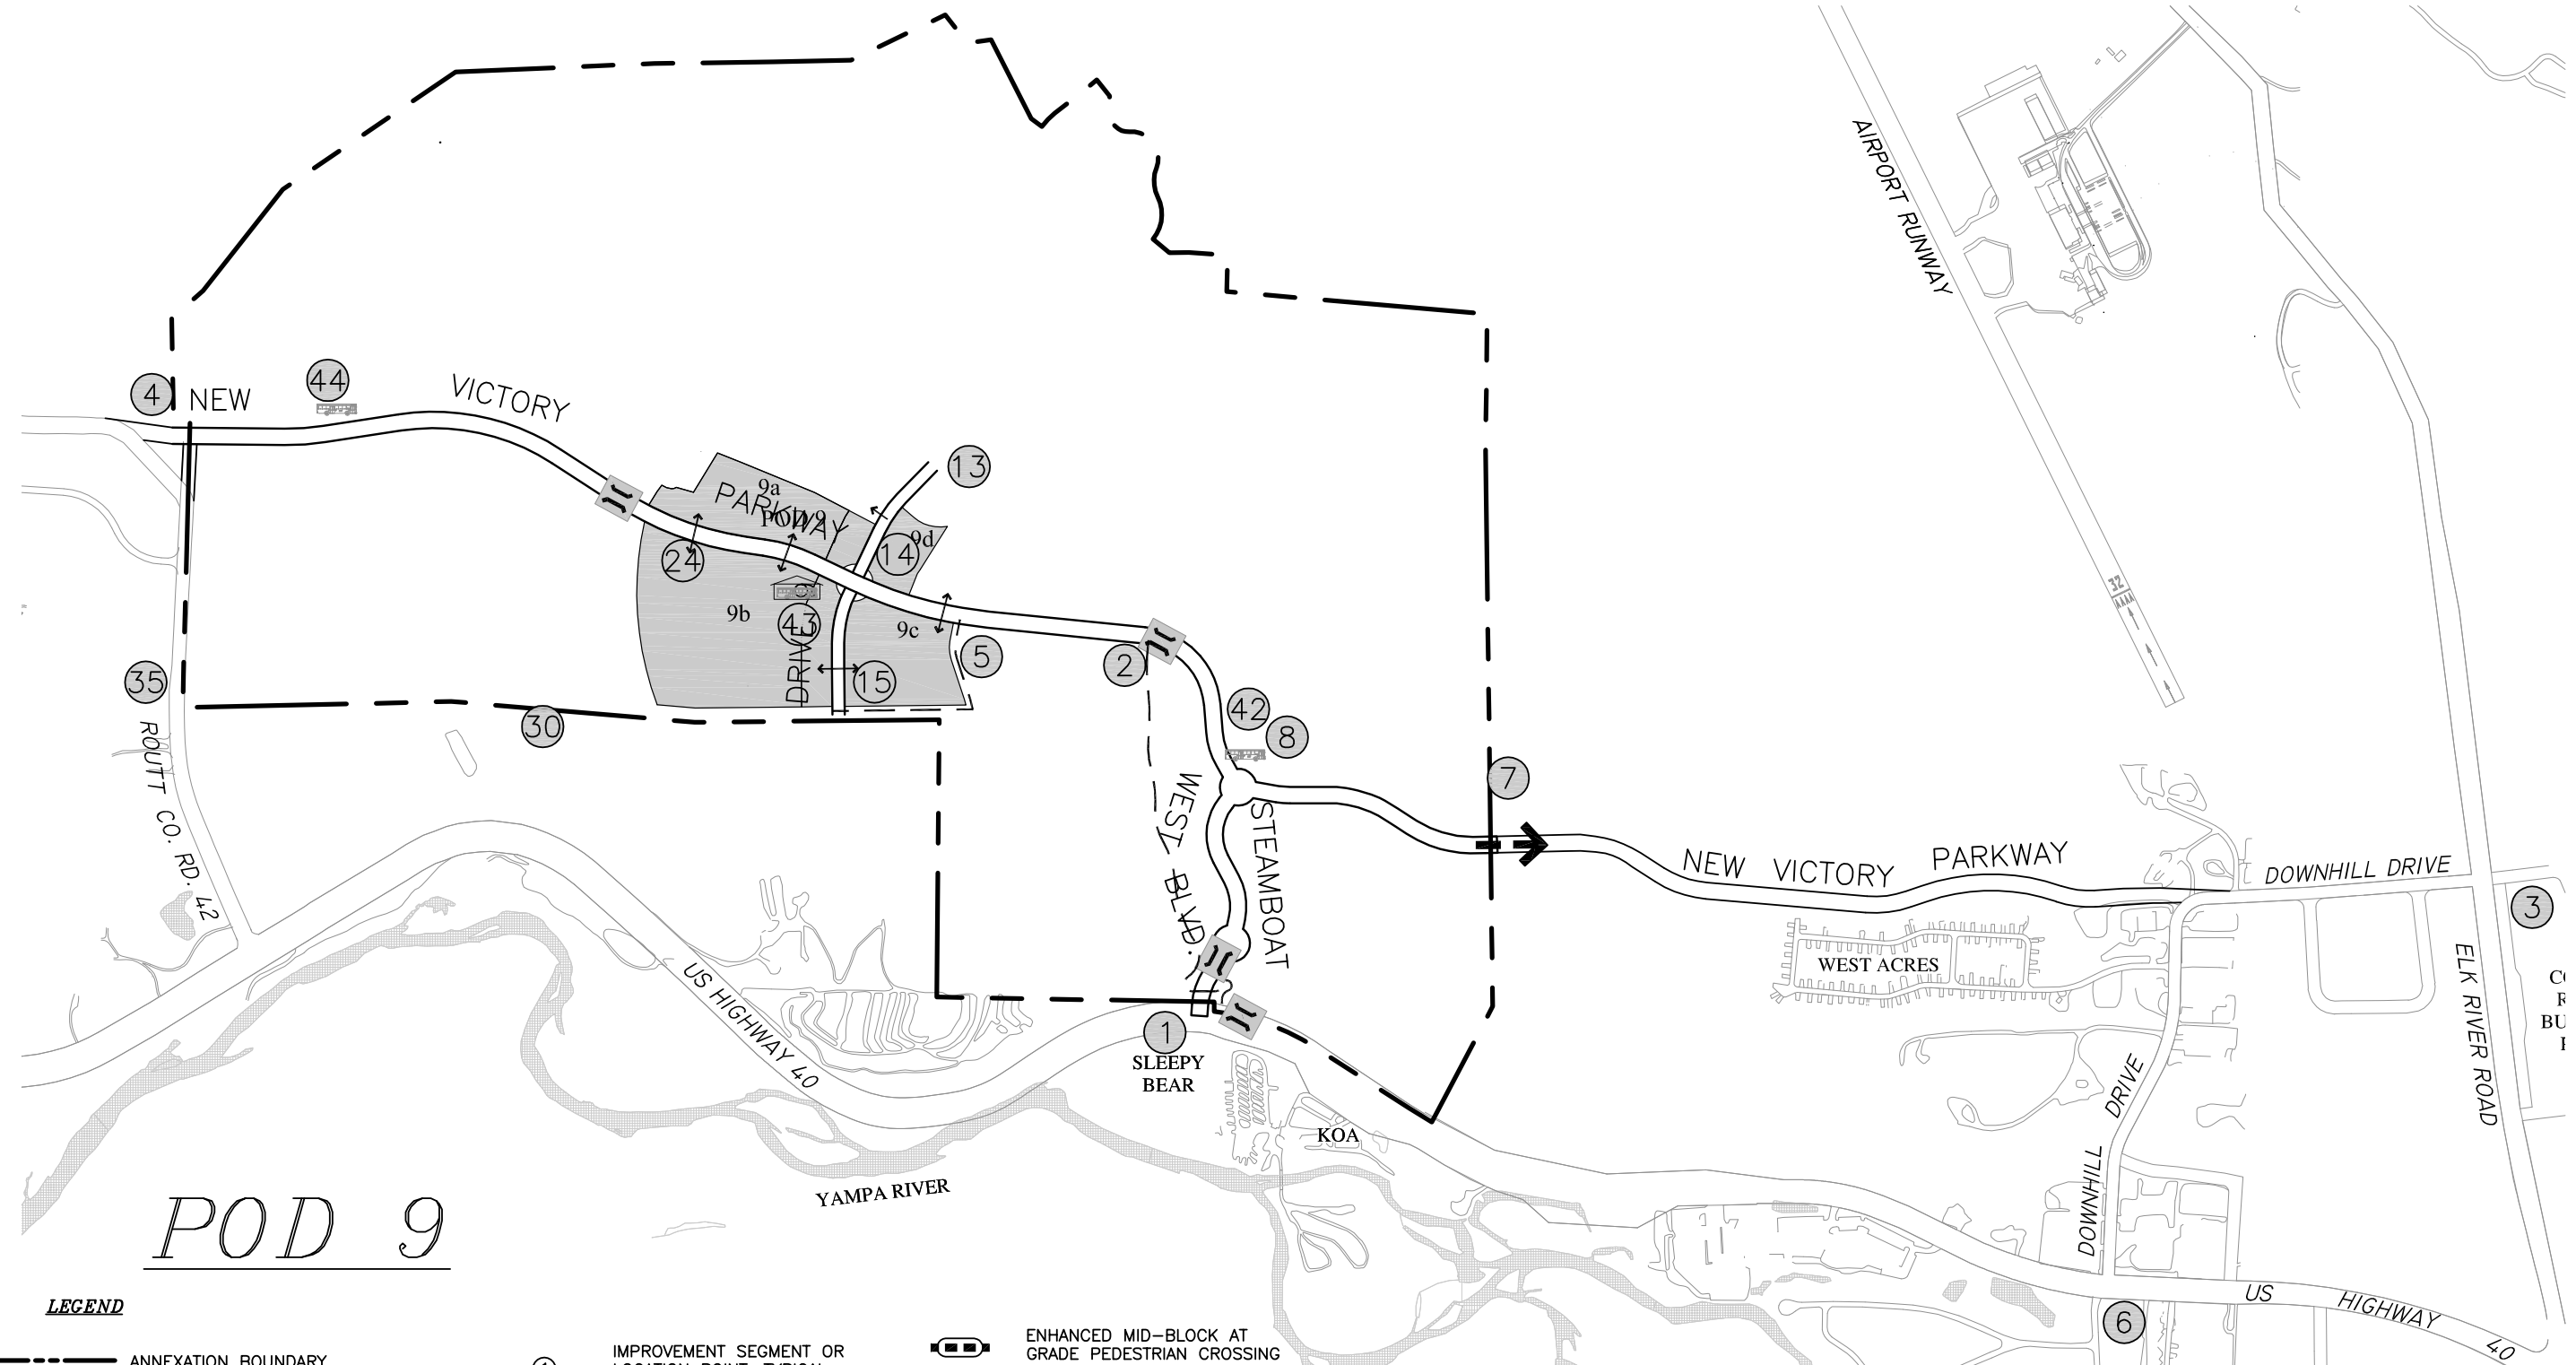 AIRPORT RUNWAY
4
NEW
44
VICTORY
13
9a
PARKWAY
POD 9
14
9d
24
32
9b
43
9c
DRIVE 9
15
5
2
35
30
42
8
7
ROUTT CO. RD. 42
WEST BLVD.
STEAMBOAT
NEW VICTORY PARKWAY
DOWNHILL DRIVE
3
WEST ACRES
ELK RIVER ROAD
US HIGHWAY 40
1
SLEEPY
BEAR
KOA
DOWNHILL DRIVE
YAMPA RIVER
POD 9
US HIGHWAY 40
6
LEGEND
ANNEXATION BOUNDARY
1
IMPROVEMENT SEGMENT OR
ENHANCED MID-BLOCK AT
GRADE PEDESTRIAN CROSSING